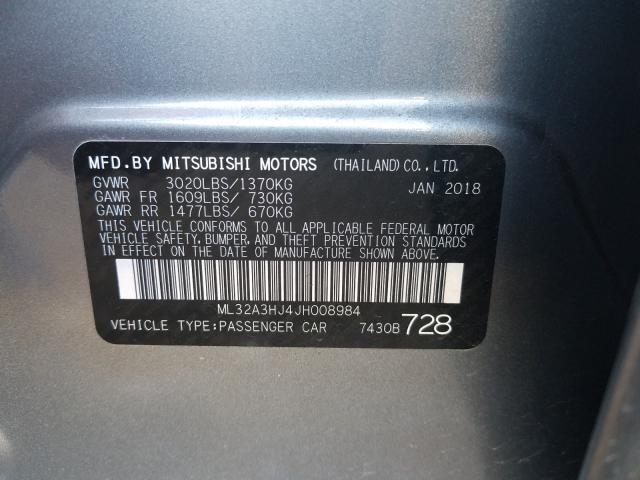 MFD.BY MITSUBISHI MOTORS (THAILAND)CO.,LTD.
GVWR 3020LBS/1370KG JAN 2018
GAWR FR 1609LBS/ 730KG
GAWR RR 1477LBS/ 670KG
THIS VEHICLE CONFORMS TO ALL APPLICABLE FEDERAL MOTOR
VEHICLE SAFETY, BUMPER, AND THEFT PREVENTION STANDARDS
IN EFFECT ON THE DATE OF MANUFACTURE SHOWN ABOVE.
ML32A3HJ4JH008984
VEHICLE TYPE:PASSENGER CAR 7430B 728